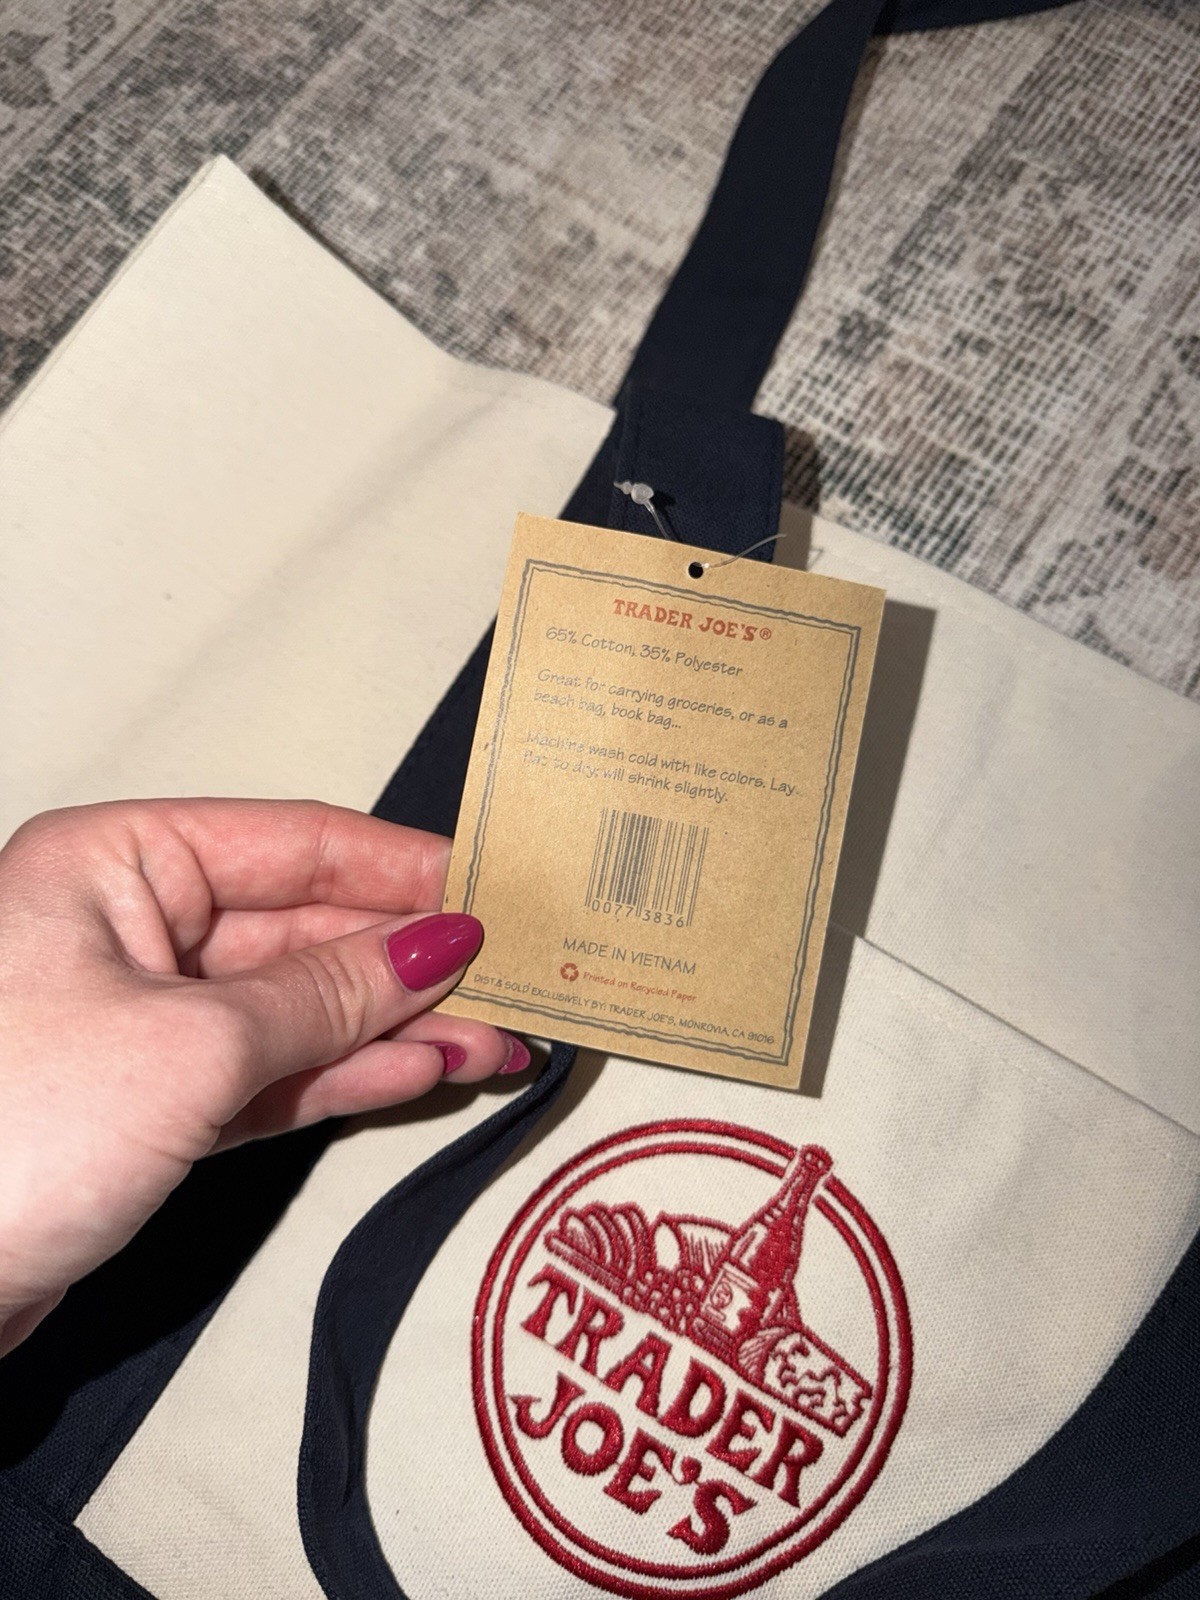 TRADER JOE'S®
65% Cotton, 35% Polyester
Great for carrying groceries, or as a
beach bag, book bag...
Machine wash cold with like colors. Lay
flat to dry; will shrink slightly.
0077 3836
MADE IN VIETNAM
Printed on Recycled Paper
DIST & SOLD EXCLUSIVELY BY: TRADER JOE'S, MONROVIA, CA 91016
TRADER
JOE'S